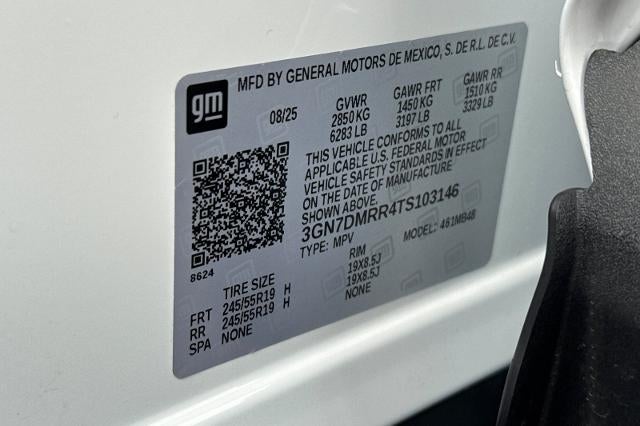 MFD BY GENERAL MOTORS DE MEXICO, S. DE R.L. DE C.V.
gm
08/25 GVWR GAWR FRT GAWR RR
2850 KG 1450 KG 1510 KG
6283 LB 3197 LB 3329 LB
THIS VEHICLE CONFORMS TO ALL
APPLICABLE U.S. FEDERAL MOTOR
VEHICLE SAFETY STANDARDS IN EFFECT
ON THE DATE OF MANUFACTURE
SHOWN ABOVE.
3GN7DMRR4TS103146
TYPE: MPV MODEL: 461MB48
8624
TIRE SIZE RIM
FRT 245/55R19 H 19X8.5J
RR 245/55R19 H 19X8.5J
SPA NONE NONE